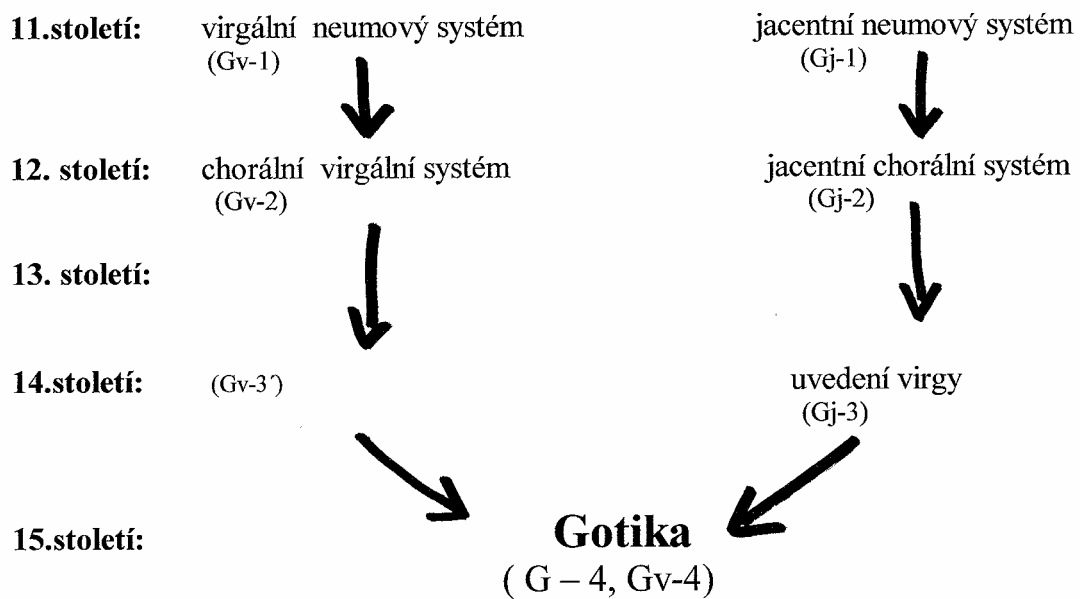 11.století: virgální neumový systém jacentní neumový systém
(Gv-1) (Gj-1)
12. století: chorální virgální systém jacentní chorální systém
(Gv-2) (Gj-2)
13. století:
14.století: (Gv-3´) uvedení virgy
(Gj-3)
15.století: Gotika
( G – 4, Gv-4)